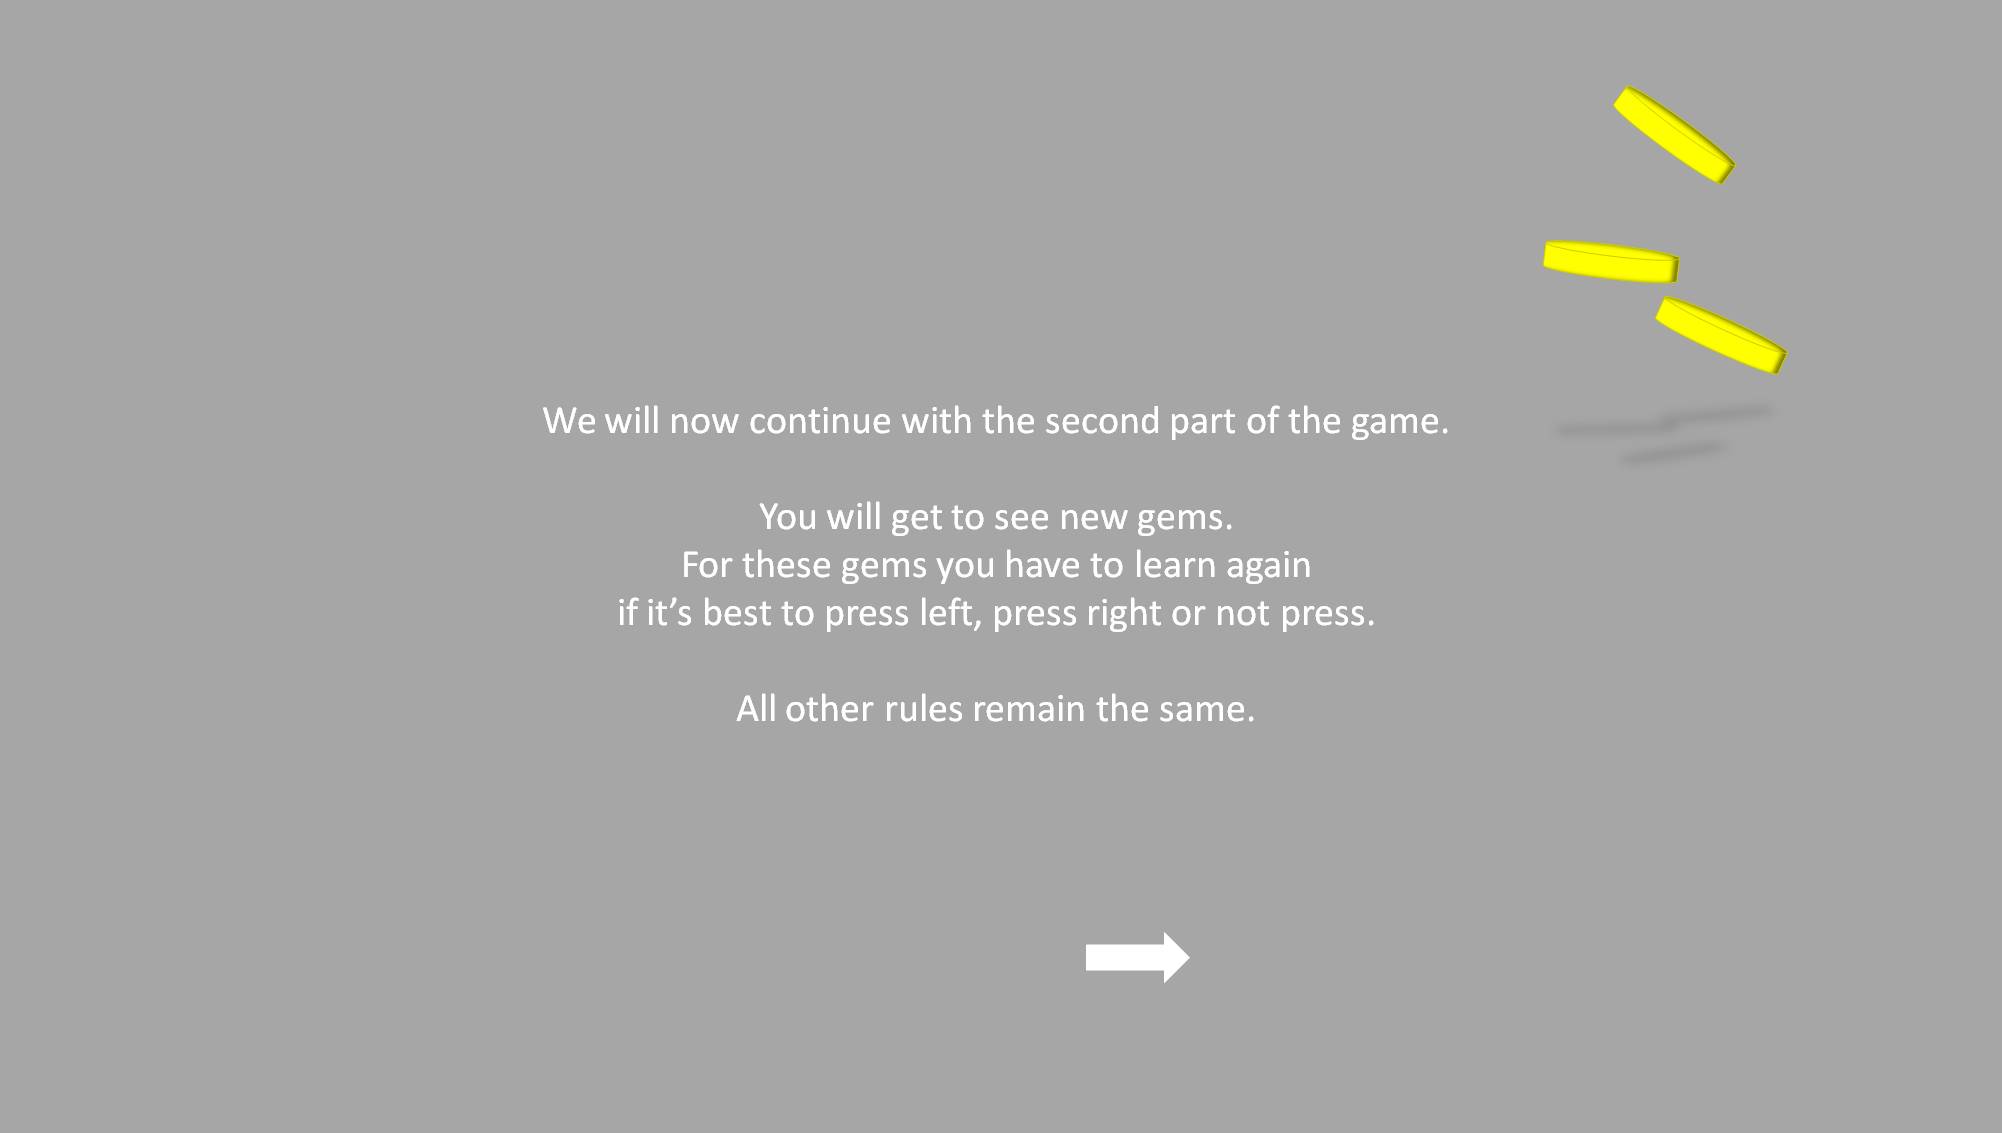 We will now continue with the second part of the game.
You will get to see new gems.
For these gems you have to learn again
if it’s best to press left, press right or not press.
All other rules remain the same.